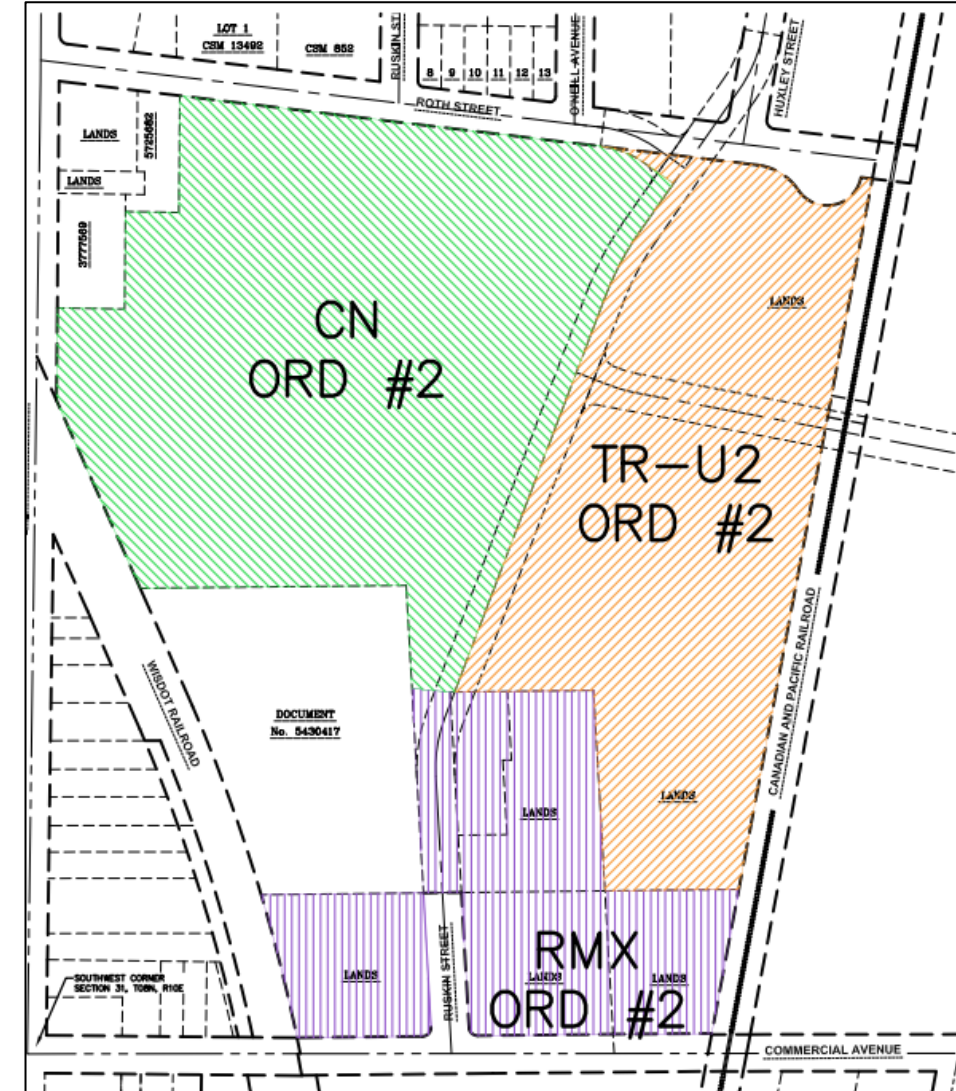 LOT 1
CSM 13492
CSM 852
RUSKIN ST
8 9 10 11 12 13
O'NEILL AVENUE
HUXLEY STREET
ROTH STREET
LANDS
5725682
LANDS
3777569
LANDS
CN
ORD #2
TR-U2
ORD #2
WISDOT RAILROAD
DOCUMENT
No. 5430417
CANADIAN AND PACIFIC RAILROAD
LANDS
LANDS
RUSKIN STREET
RMX
ORD #2
LANDS
LANDS
LANDS
SOUTHWEST CORNER
SECTION 31, T08N, R10E
COMMERCIAL AVENUE